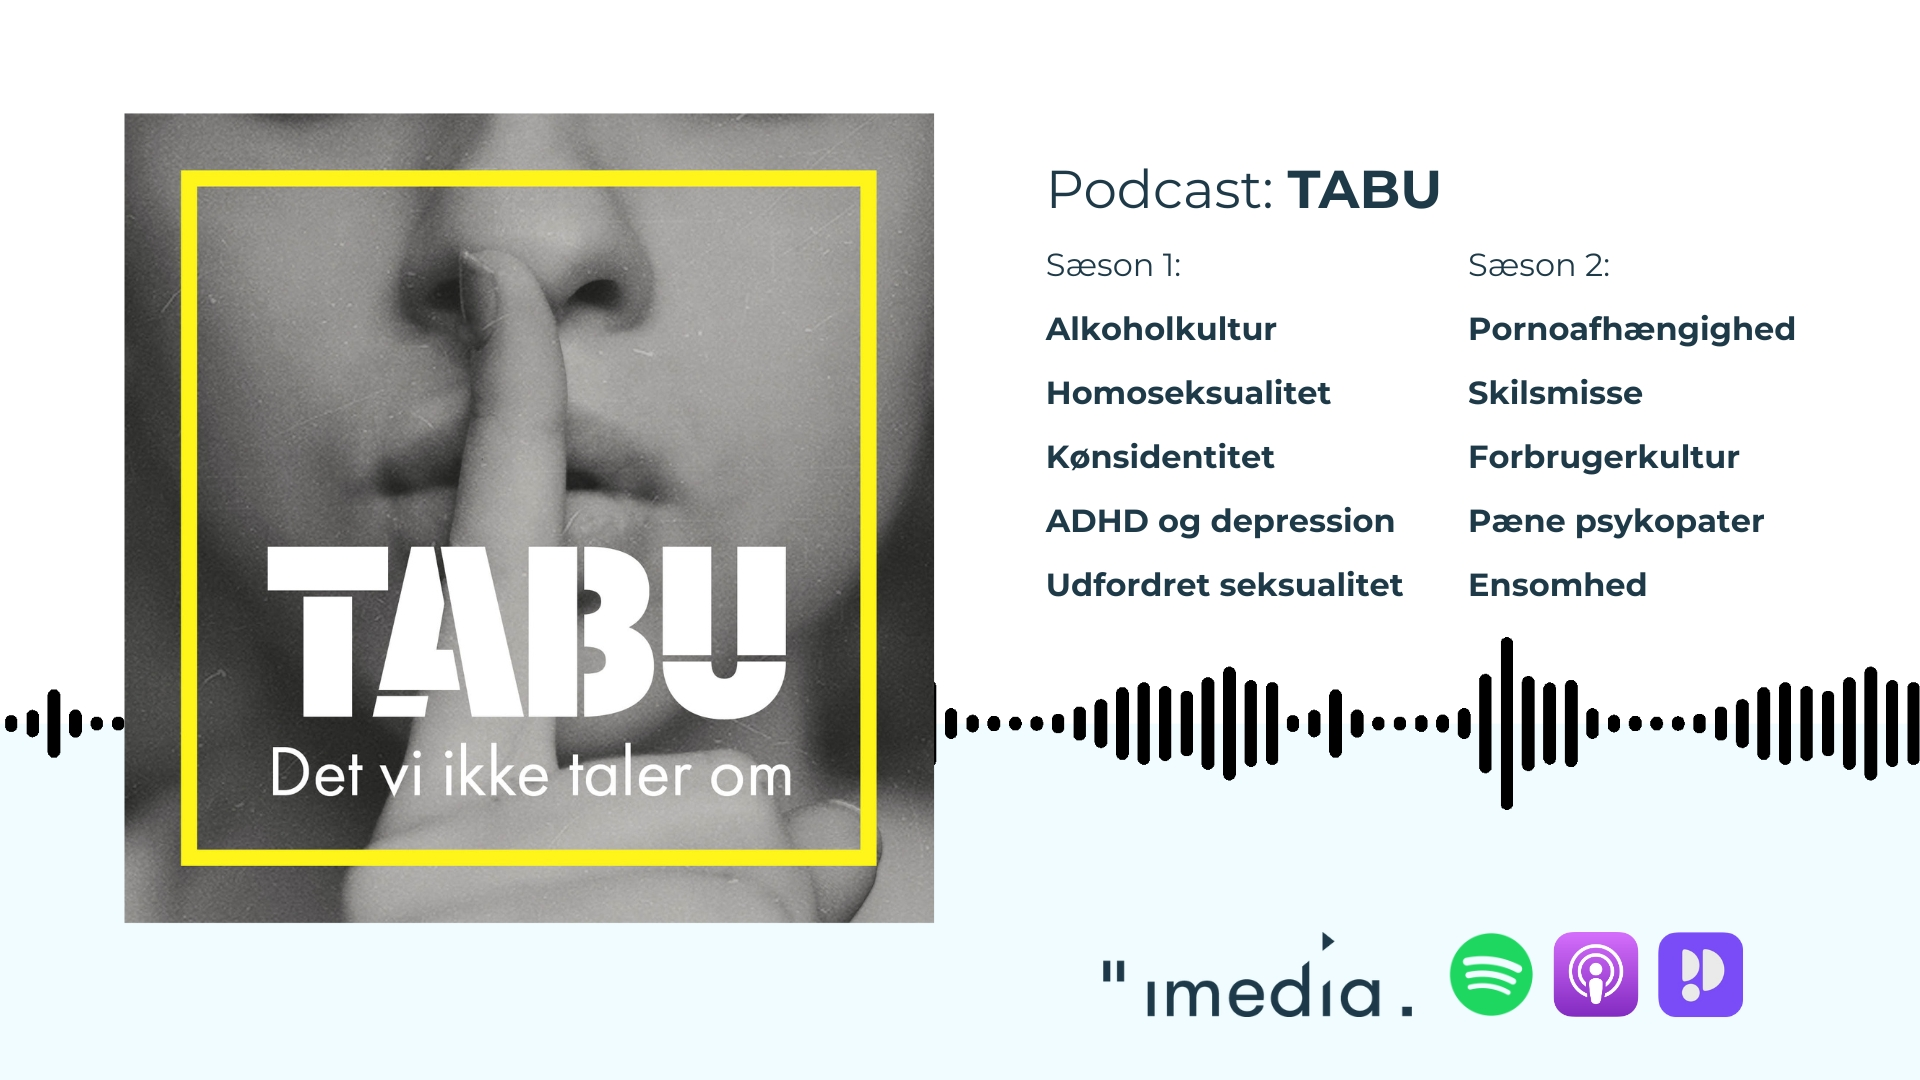 TABU
Det vi ikke taler om
Podcast: TABU
Sæson 1:
Alkoholkultur
Homoseksualitet
Kønsidentitet
ADHD og depression
Udfordret seksualitet
Sæson 2:
Pornoafhængighed
Skilsmisse
Forbrugerkultur
Pæne psykopater
Ensomhed
" imedia .